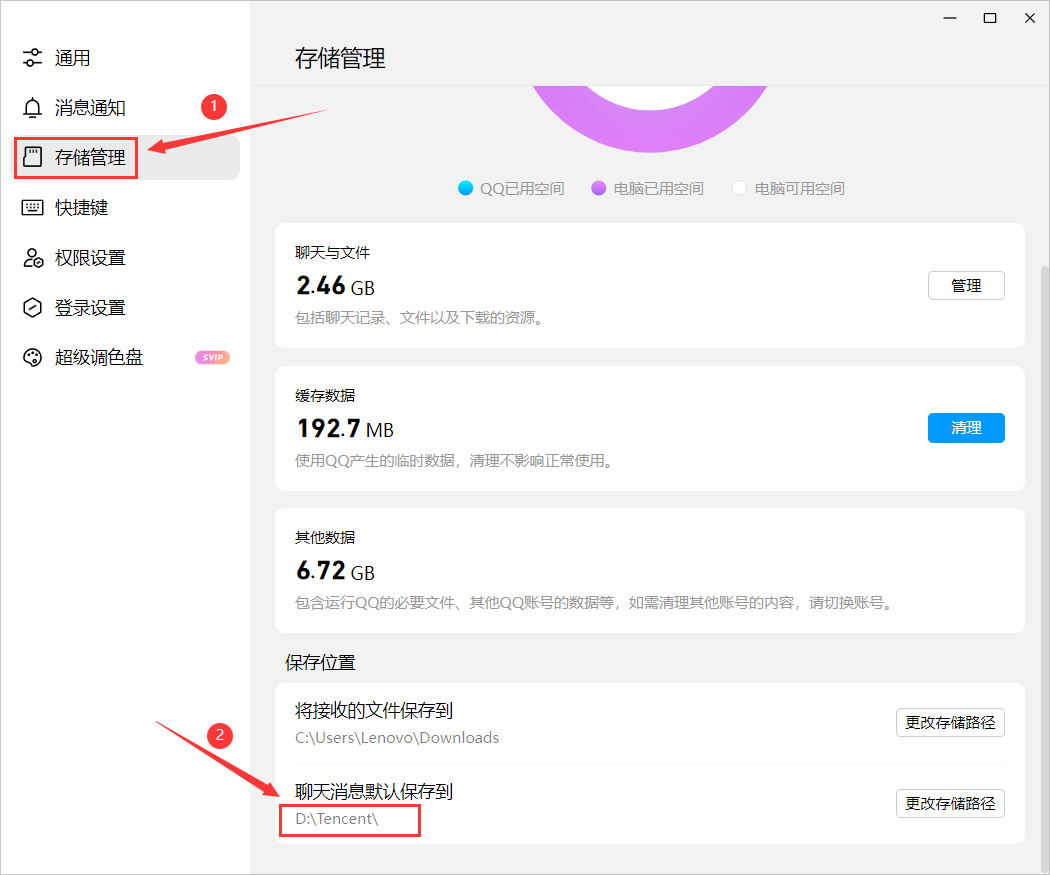 通用
消息通知
1
存储管理
快捷键
权限设置
登录设置
超级调色盘
SVIP
存储管理
QQ已用空间
电脑已用空间
电脑可用空间
聊天与文件
2.46 GB
包括聊天记录、文件以及下载的资源。
管理
缓存数据
192.7 MB
使用QQ产生的临时数据，清理不影响正常使用。
清理
其他数据
6.72 GB
包含运行QQ的必要文件、其他QQ账号的数据等，如需清理其他账号的内容，请切换账号。
保存位置
将接收的文件保存到
C:\Users\Lenovo\Downloads
更改存储路径
2
聊天消息默认保存到
D:\Tencent\
更改存储路径